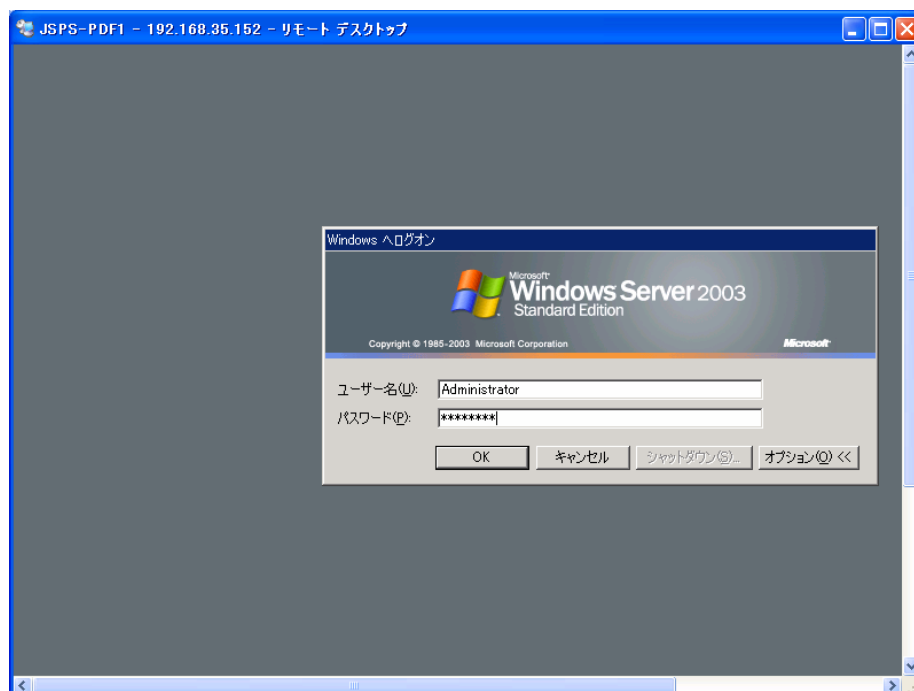 JSPS-PDF1 - 192.168.35.152 - リモート デスクトップ
Windows へログオン
Microsoft
Windows Server 2003
Standard Edition
Copyright © 1985-2003 Microsoft Corporation Microsoft
ユーザー名(U): Administrator
パスワード(P): ********
OK キャンセル シャットダウン(S)... オプション(O) <<